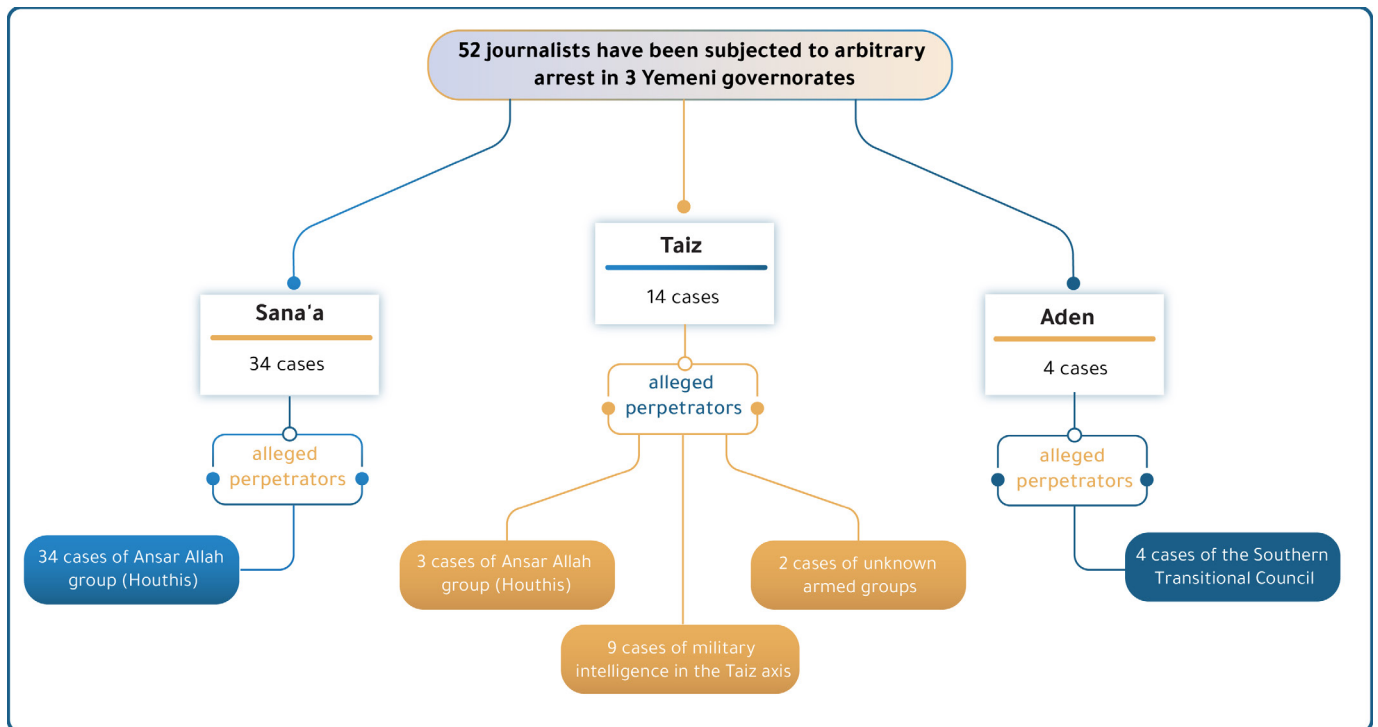 52 journalists have been subjected to arbitrary
arrest in 3 Yemeni governorates
Sana'a
34 cases
alleged
perpetrators
34 cases of Ansar Allah
group (Houthis)
Taiz
14 cases
alleged
perpetrators
3 cases of Ansar Allah
group (Houthis)
9 cases of military
intelligence in the Taiz axis
2 cases of unknown
armed groups
Aden
4 cases
alleged
perpetrators
4 cases of the Southern
Transitional Council